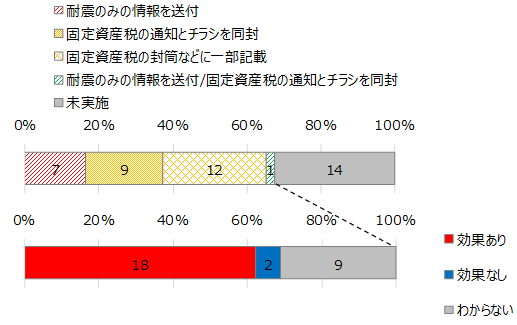 耐震のみの情報を送付
固定資産税の通知とチラシを同封
固定資産税の封筒などに一部記載
耐震のみの情報を送付/固定資産税の通知とチラシを同封
未実施
0% 20% 40% 60% 80% 100%
7 9 12 1 14
0% 20% 40% 60% 80% 100%
18 2 9
効果あり
効果なし
わからない